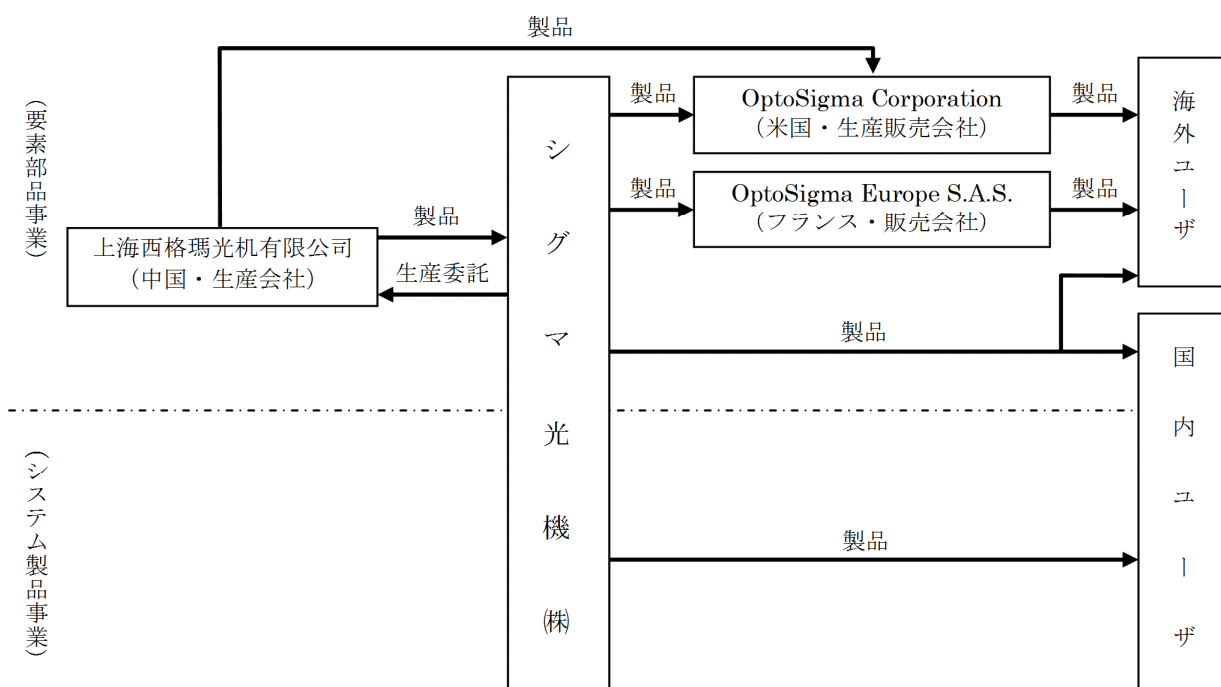 製品
(要素部品事業)
上海西格瑪光机有限公司
(中国・生産会社)
製品
生産委託
シグマ光機㈱
製品
OptoSigma Corporation
(米国・生産販売会社)
製品
製品
OptoSigma Europe S.A.S.
(フランス・販売会社)
製品
海外ユーザ
製品
国内ユーザ
(システム製品事業)
製品